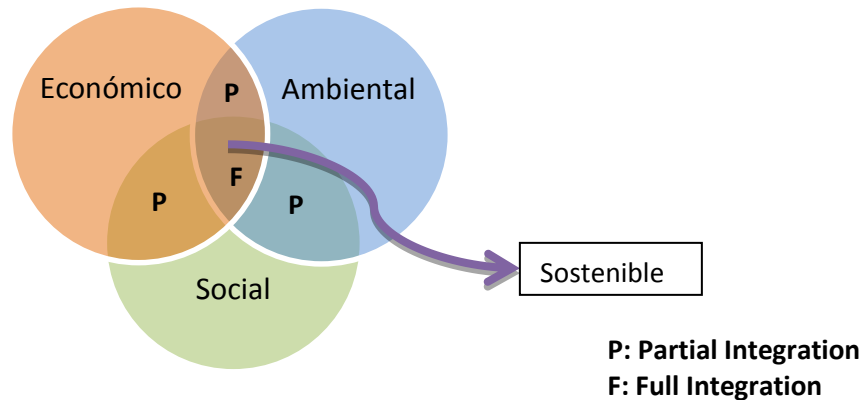 Económico
P
Ambiental
F
P
P
Social
Sostenible
P: Partial Integration
F: Full Integration